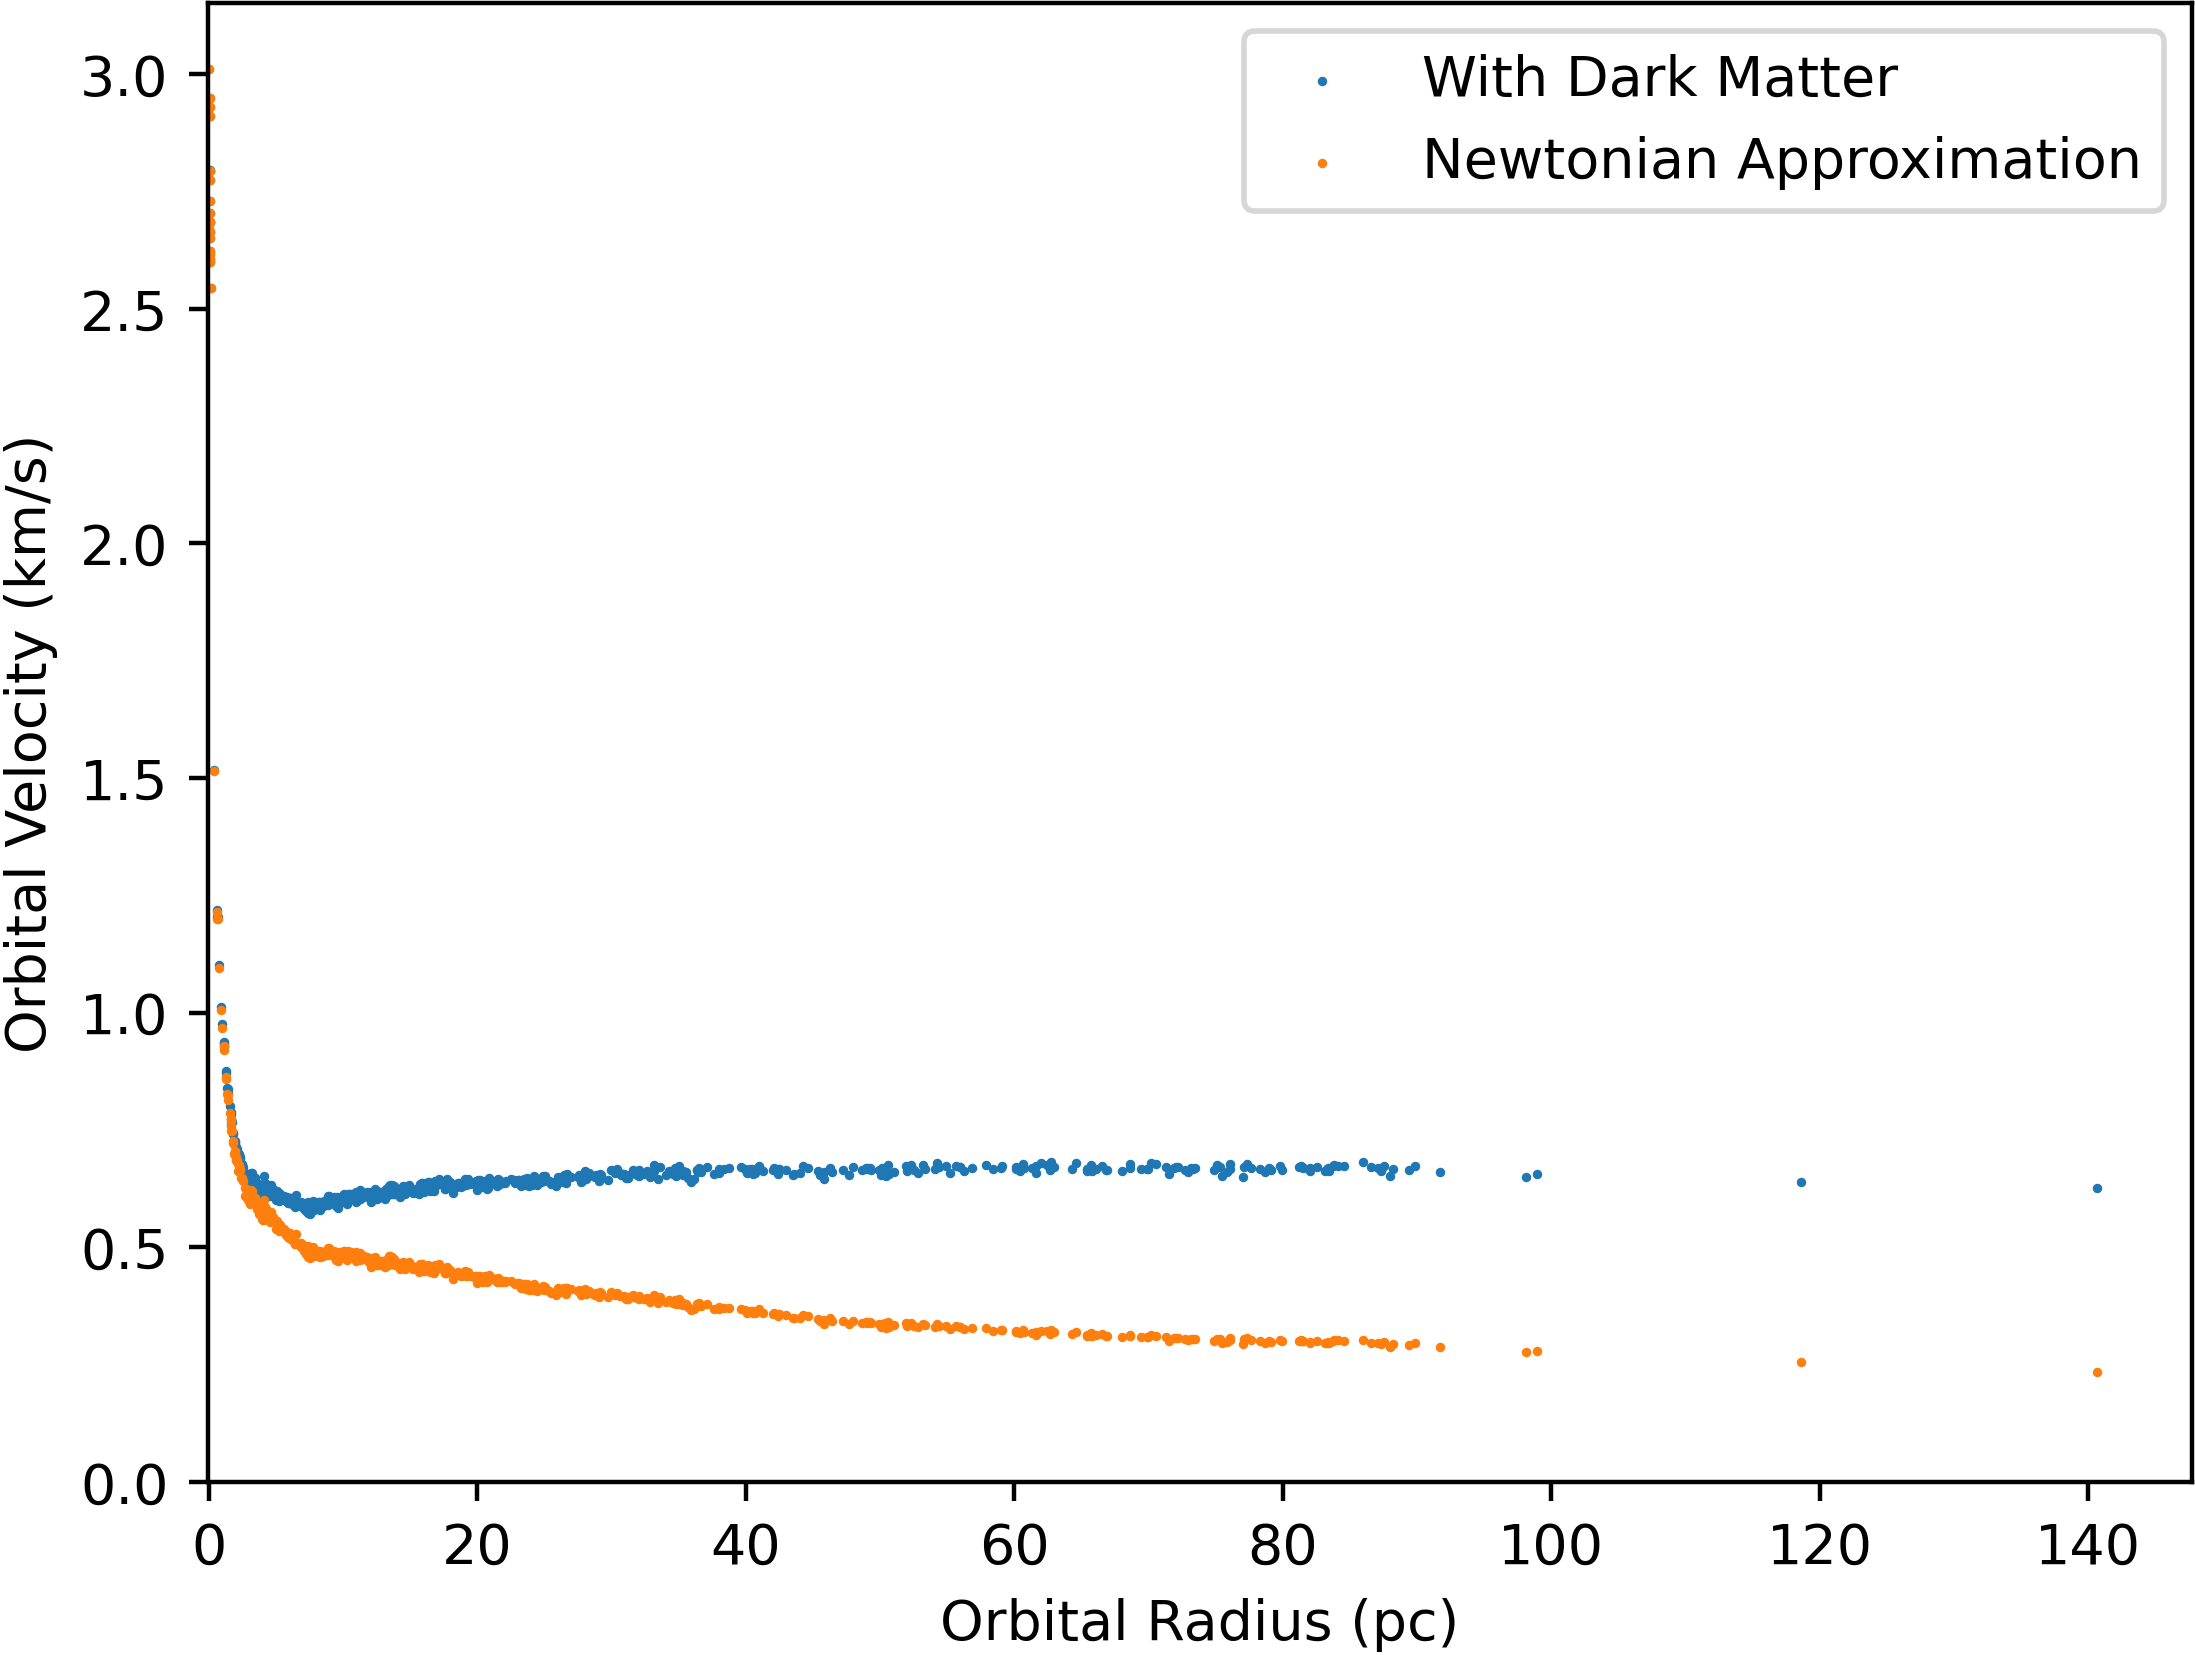 With Dark Matter
Newtonian Approximation
Orbital Velocity (km/s)
3.0
2.5
2.0
1.5
1.0
0.5
0.0
0 20 40 60 80 100 120 140
Orbital Radius (pc)